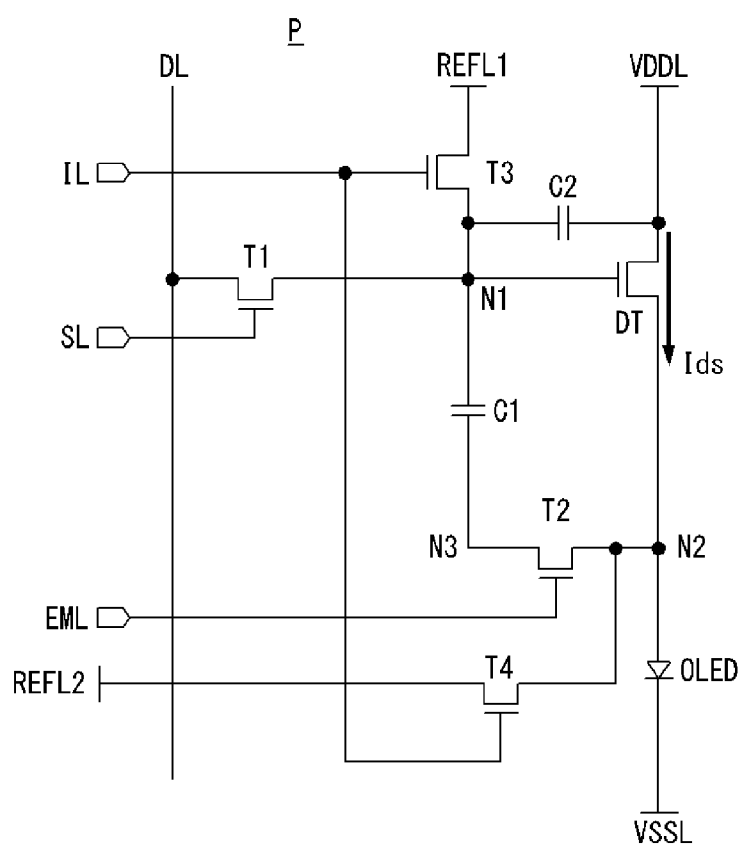 P
DL
REFL1
VDDL
IL
T3
C2
T1
N1
DT
SL
Ids
C1
T2
N3
N2
EML
T4
REFL2
OLED
VSSL